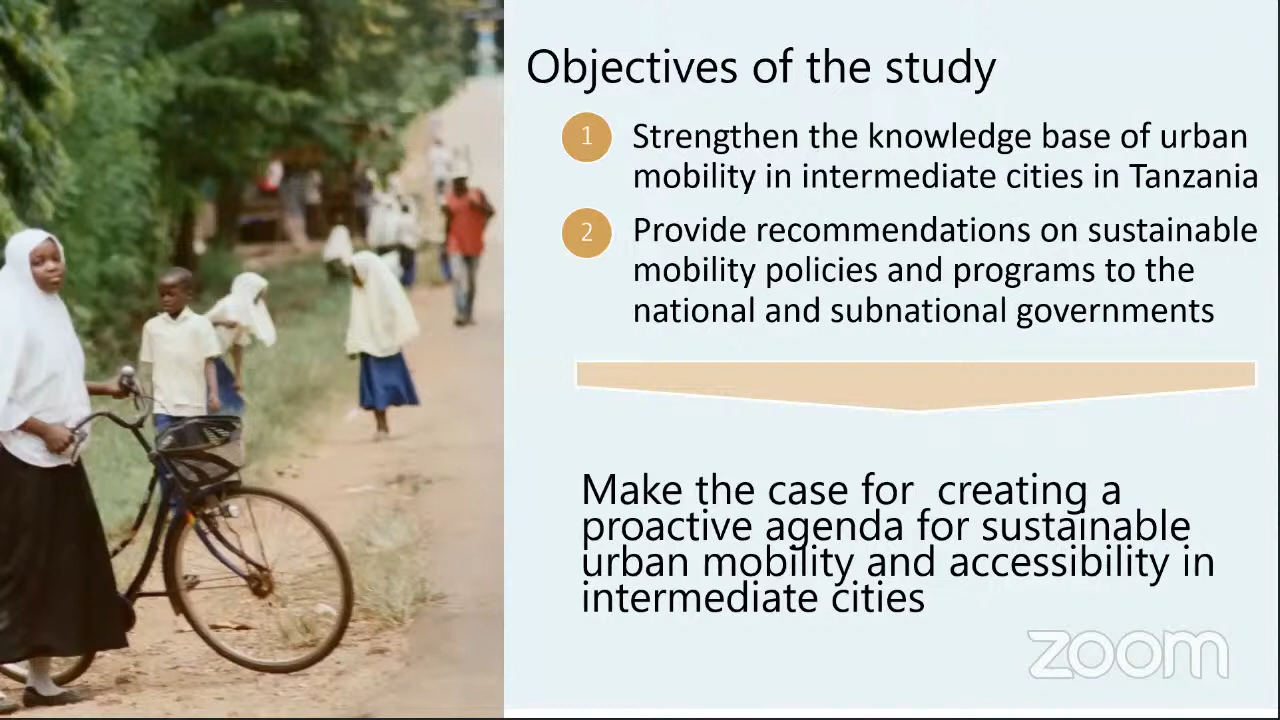 Objectives of the study
1
Strengthen the knowledge base of urban
mobility in intermediate cities in Tanzania
2
Provide recommendations on sustainable
mobility policies and programs to the
national and subnational governments
Make the case for  creating a
proactive agenda for sustainable
urban mobility and accessibility in
intermediate cities
zoom